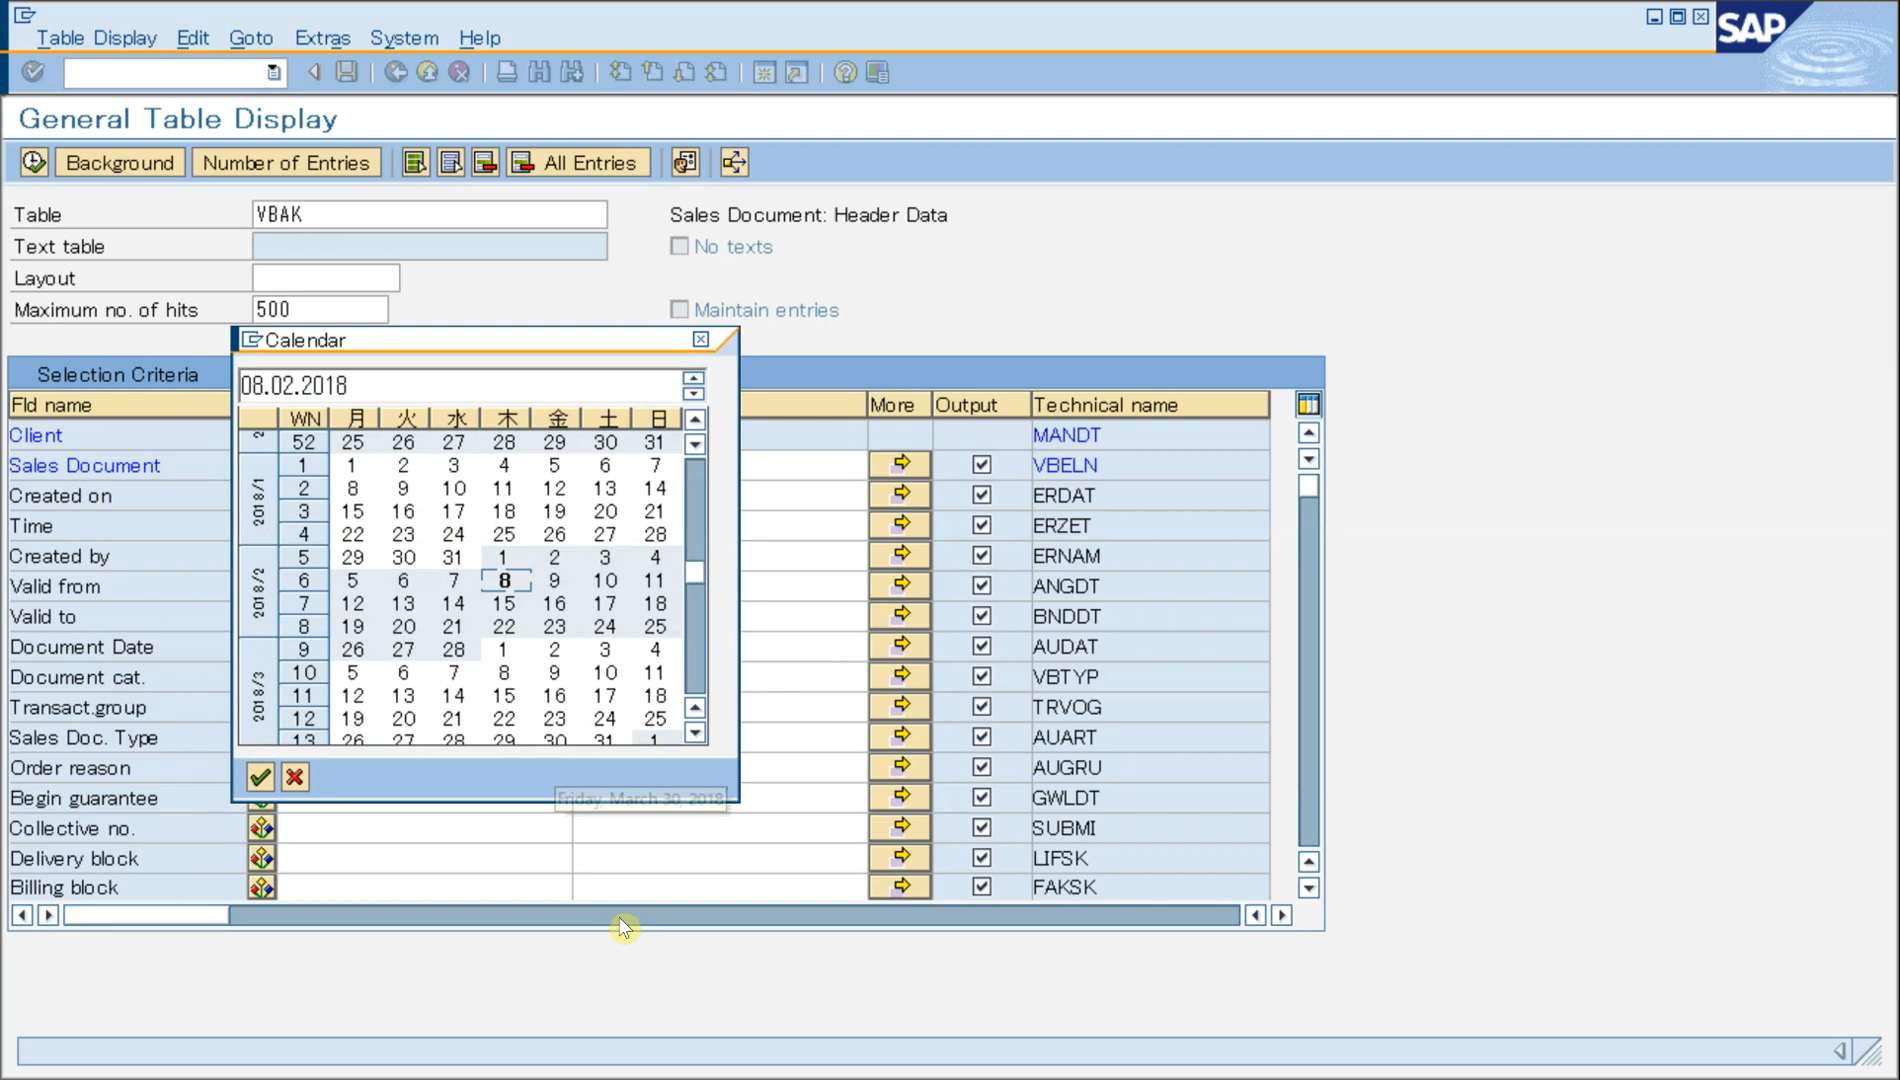 Table Display Edit Goto Extras System Help
SAP
General Table Display
Background Number of Entries All Entries
Table VBAK Sales Document: Header Data
Text table No texts
Layout
Maximum no. of hits 500 Maintain entries
Calendar
Selection Criteria
08.02.2018
Fld name More Output Technical name
WN 月 火 水 木 金 土 日
Client MANDT
52 25 26 27 28 29 30 31
Sales Document VBELN
2018/1
1 1 2 3 4 5 6 7
2 8 9 10 11 12 13 14
Created on ERDAT
3 15 16 17 18 19 20 21
Time ERZET
4 22 23 24 25 26 27 28
Created by ERNAM
2018/2
5 29 30 31 1 2 3 4
6 5 6 7 8 9 10 11
Valid from ANGDT
7 12 13 14 15 16 17 18
Valid to BNDDT
8 19 20 21 22 23 24 25
Document Date AUDAT
2018/3
9 26 27 28 1 2 3 4
10 5 6 7 8 9 10 11
Document cat. VBTYP
11 12 13 14 15 16 17 18
Transact.group TRVOG
12 19 20 21 22 23 24 25
Sales Doc. Type AUART
13 26 27 28 29 30 31 1
Order reason AUGRU
Begin guarantee GWLDT
Friday, March 30, 2018
Collective no. SUBMI
Delivery block LIFSK
Billing block FAKSK